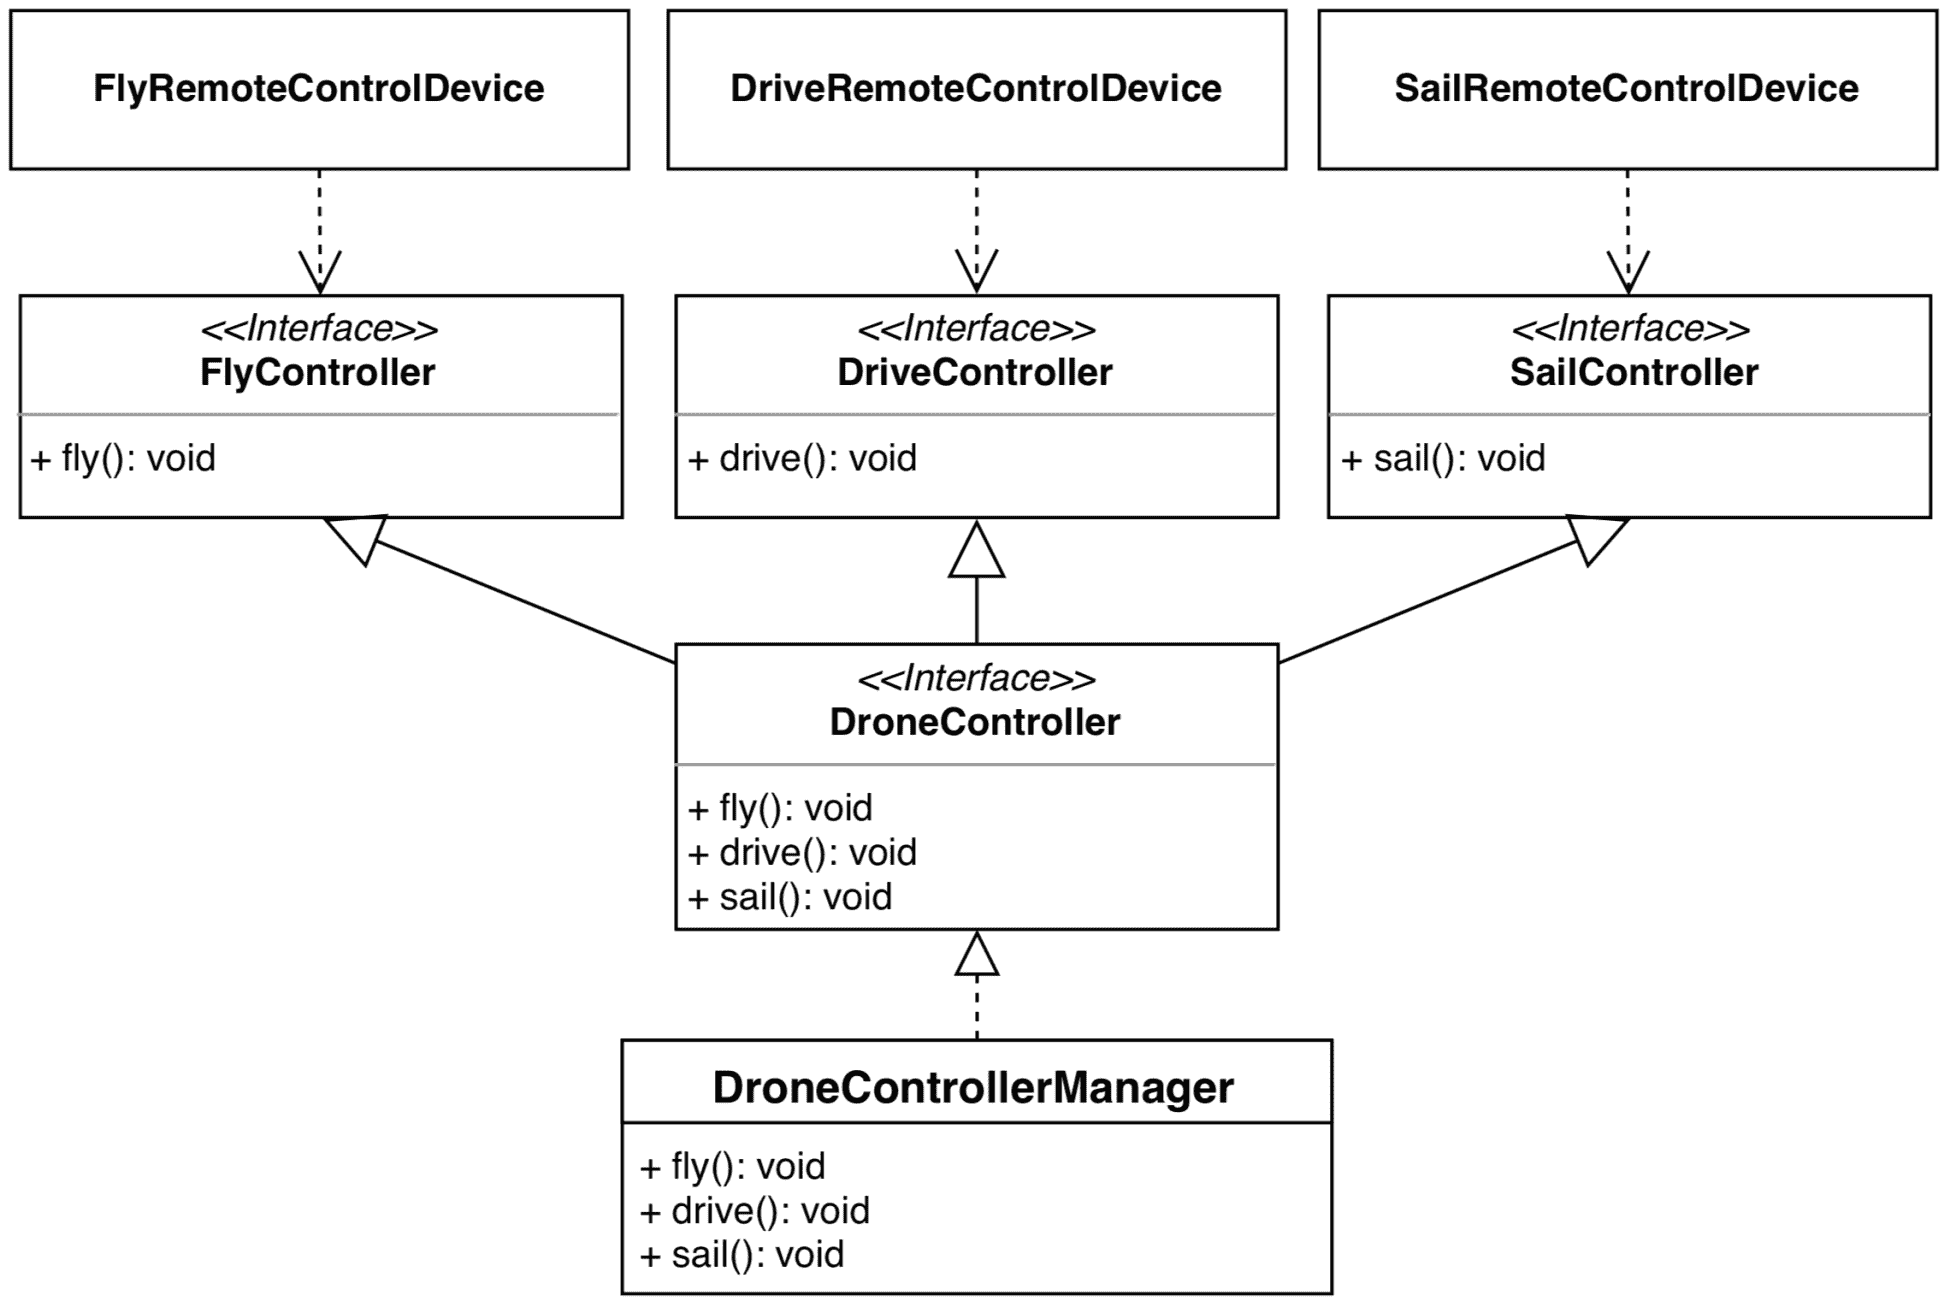 FlyRemoteControlDevice
DriveRemoteControlDevice
SailRemoteControlDevice
<<Interface>>
FlyController
+ fly(): void
<<Interface>>
DriveController
+ drive(): void
<<Interface>>
SailController
+ sail(): void
<<Interface>>
DroneController
+ fly(): void
+ drive(): void
+ sail(): void
DroneControllerManager
+ fly(): void
+ drive(): void
+ sail(): void